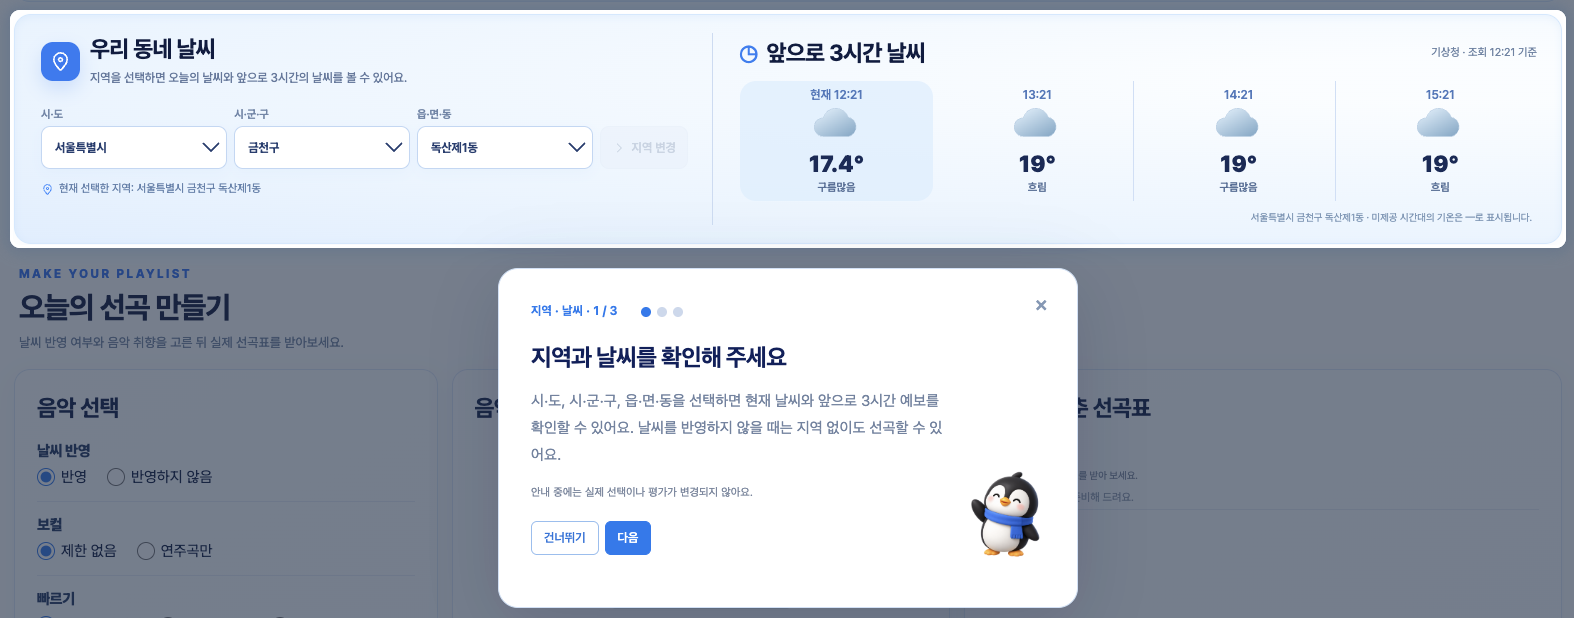 우리 동네 날씨
지역을 선택하면 오늘의 날씨와 앞으로 3시간의 날씨를 볼 수 있어요.
시·도
시·군·구
읍·면·동
서울특별시
금천구
독산제1동
지역 변경
현재 선택한 지역: 서울특별시 금천구 독산제1동
앞으로 3시간 날씨
기상청 · 조회 12:21 기준
현재 12:21
17.4°
구름많음
13:21
19°
흐림
14:21
19°
구름많음
15:21
19°
흐림
서울특별시 금천구 독산제1동 · 미제공 시간대의 기온은 —로 표시됩니다.
MAKE YOUR PLAYLIST
오늘의 선곡 만들기
날씨 반영 여부와 음악 취향을 고른 뒤 실제 선곡표를 받아보세요.
음악 선택
날씨 반영
반영
반영하지 않음
보컬
제한 없음
연주곡만
빠르기
지역 · 날씨 · 1 / 3
×
지역과 날씨를 확인해 주세요
시·도, 시·군·구, 읍·면·동을 선택하면 현재 날씨와 앞으로 3시간 예보를
확인할 수 있어요. 날씨를 반영하지 않을 때는 지역 없이도 선곡할 수 있
어요.
안내 중에는 실제 선택이나 평가가 변경되지 않아요.
건너뛰기
다음
선곡표
를 받아 보세요.
해 드려요.